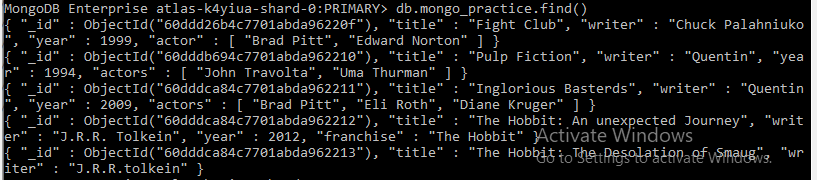 MongoDB Enterprise atlas-k4yiua-shard-0:PRIMARY> db.mongo_practice.find()
{ "_id" : ObjectId("60ddd26b4c7701abda96220f"), "title" : "Fight Club", "writer" : "Chuck Palahniuko
", "year" : 1999, "actor" : [ "Brad Pitt", "Edward Norton" ] }
{ "_id" : ObjectId("60dddb694c7701abda962210"), "title" : "Pulp Fiction", "writer" : "Quentin", "yea
r" : 1994, "actors" : [ "John Travolta", "Uma Thurman" ] }
{ "_id" : ObjectId("60dddca84c7701abda962211"), "title" : "Inglorious Basterds", "writer" : "Quentin
", "year" : 2009, "actors" : [ "Brad Pitt", "Eli Roth", "Diane Kruger" ] }
{ "_id" : ObjectId("60dddca84c7701abda962212"), "title" : "The Hobbit: An unexpected Journey", "writ
er" : "J.R.R. Tolkein", "year" : 2012, "franchise" : "The Hobbit" }
{ "_id" : ObjectId("60dddca84c7701abda962213"), "title" : "The Hobbit: The Desolation of Smaug", "wr
iter" : "J.R.R.tolkein" }
Activate Windows
Go to Settings to activate Windows.